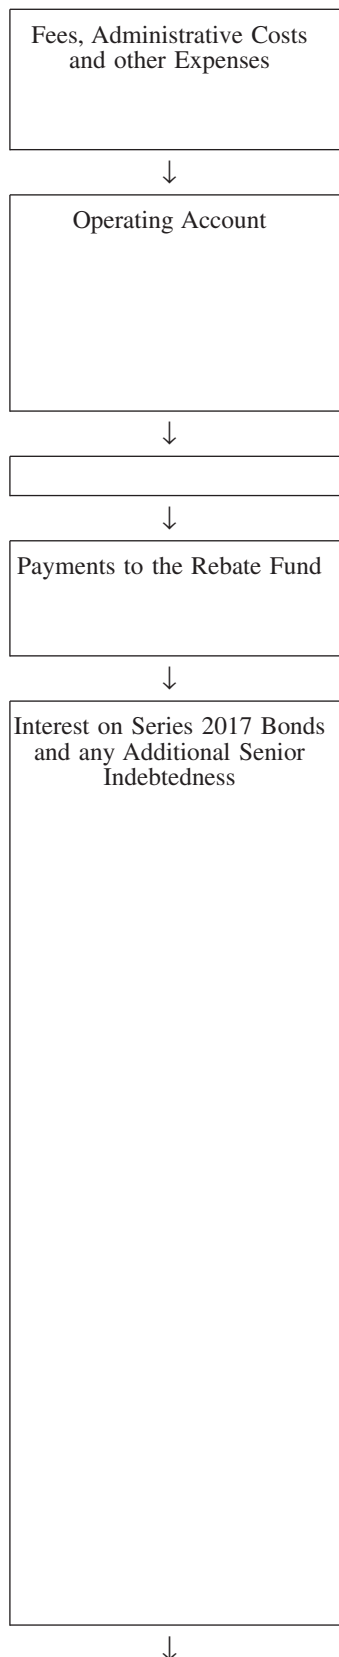 Fees, Administrative Costs
and other Expenses
↓
Operating Account
↓
↓
Payments to the Rebate Fund
↓
Interest on Series 2017 Bonds
and any Additional Senior
Indebtedness
↓